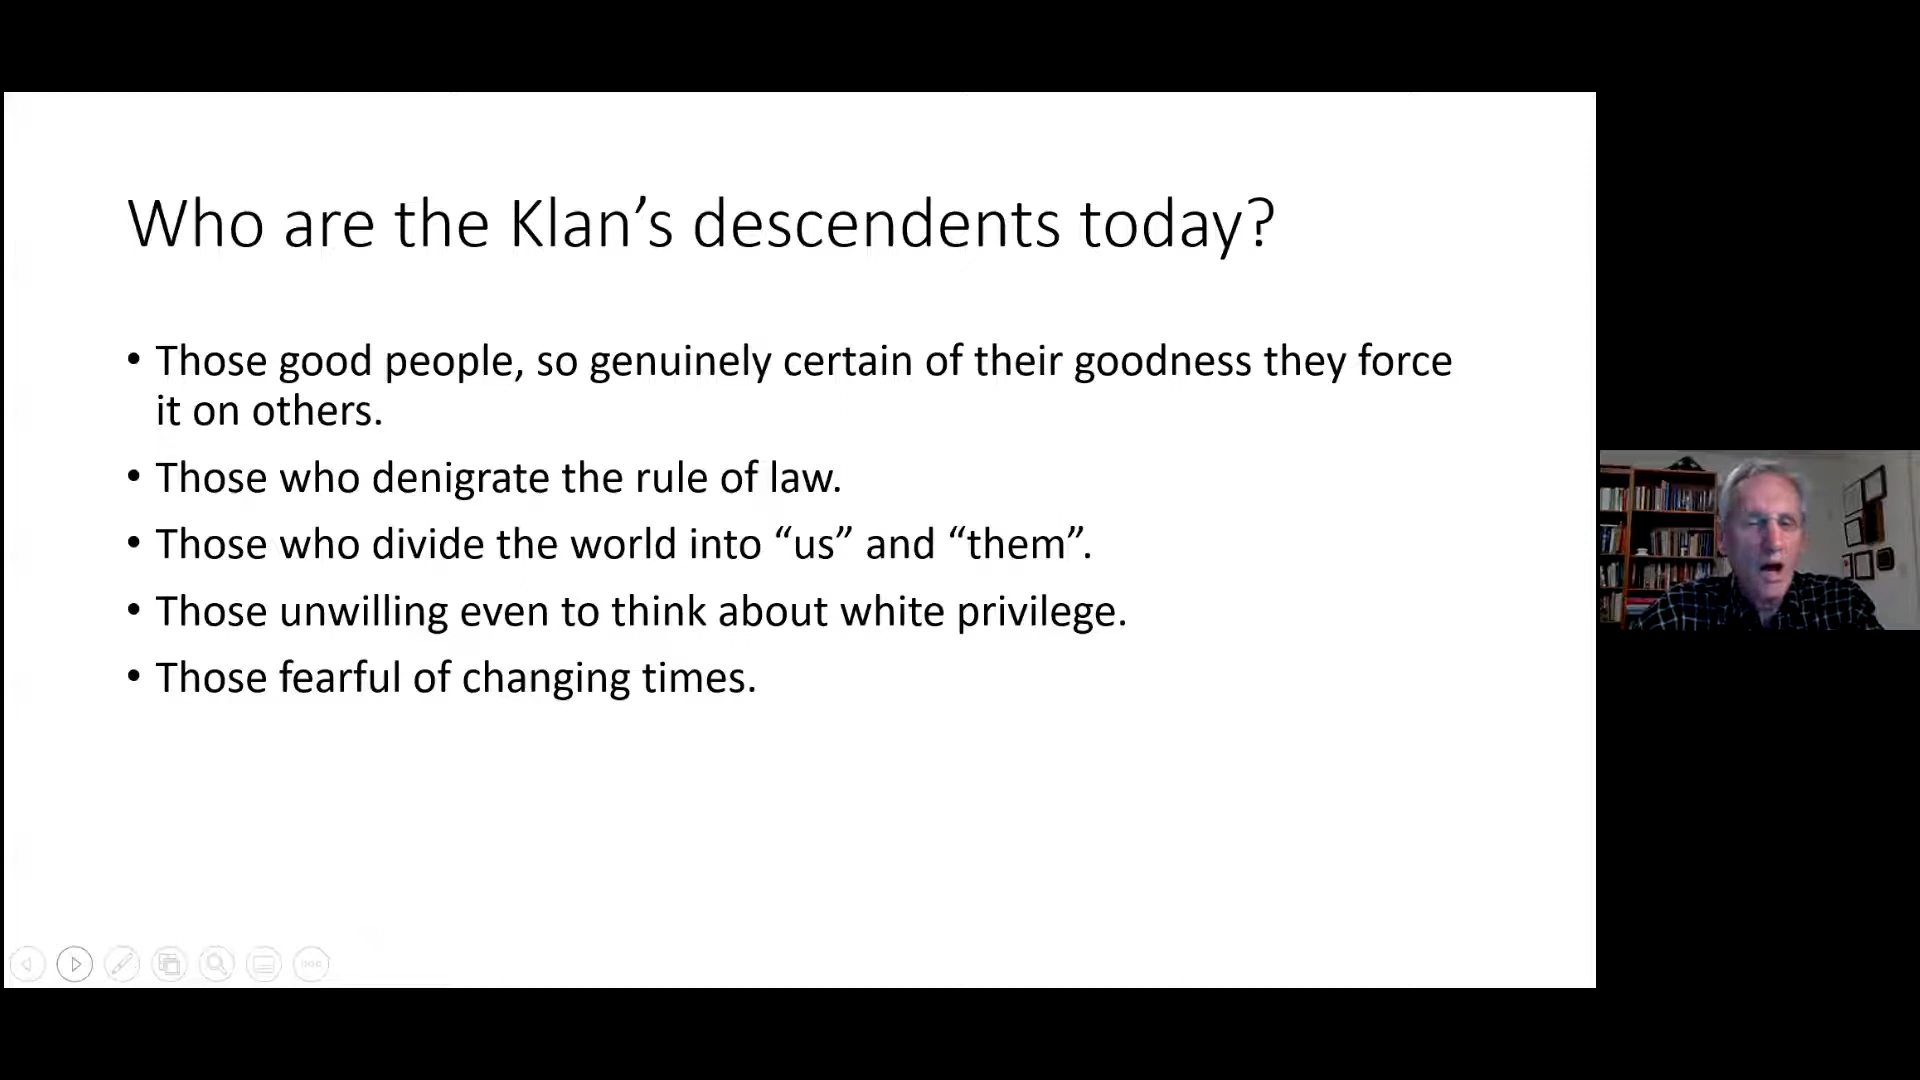 Who are the Klan’s descendents today?
• Those good people, so genuinely certain of their goodness they force
it on others.
• Those who denigrate the rule of law.
• Those who divide the world into “us” and “them”.
• Those unwilling even to think about white privilege.
• Those fearful of changing times.